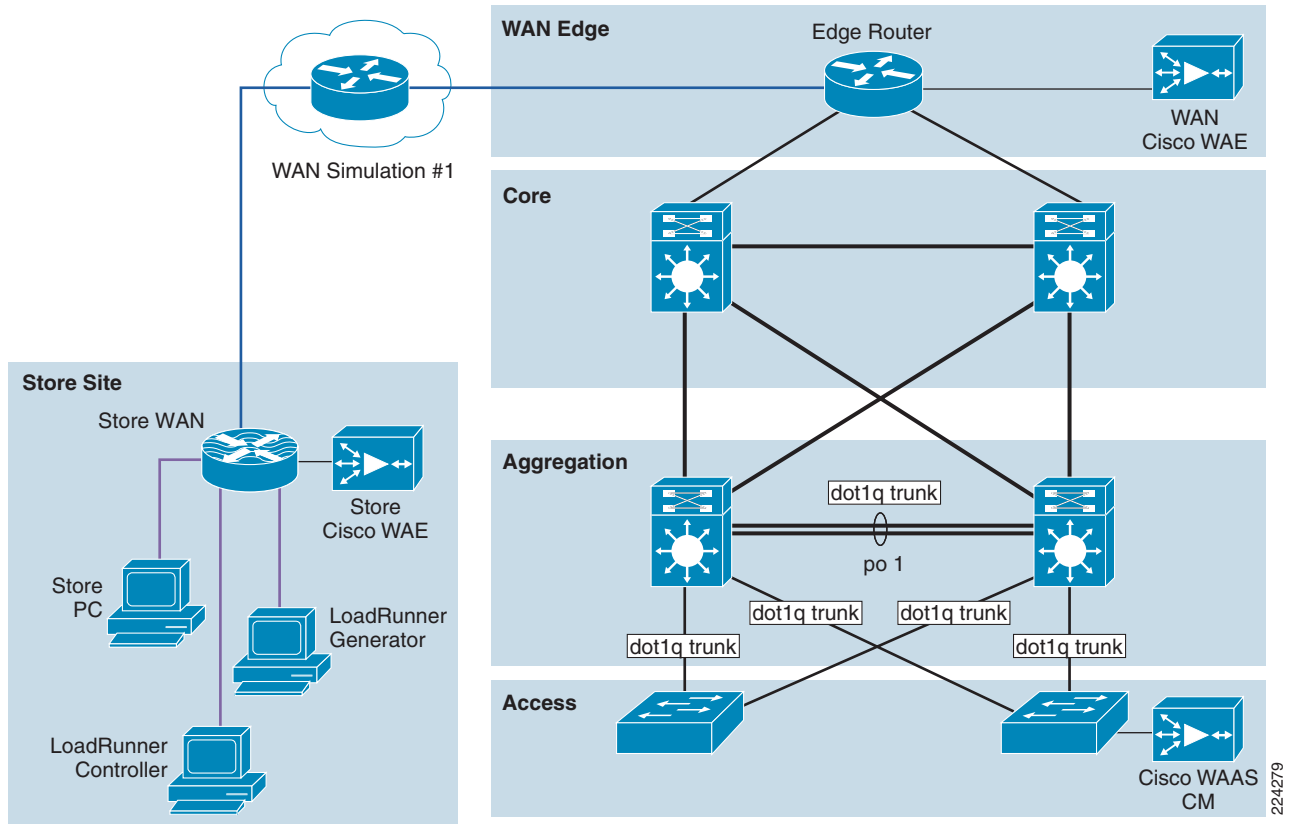 WAN Edge
Edge Router
WAN
Cisco WAE
WAN Simulation #1
Core
Store Site
Store WAN
Store
Cisco WAE
Store
PC
LoadRunner
Generator
LoadRunner
Controller
Aggregation
dot1q trunk
po 1
dot1q trunk
dot1q trunk
dot1q trunk
dot1q trunk
Access
Cisco WAAS
CM
224279